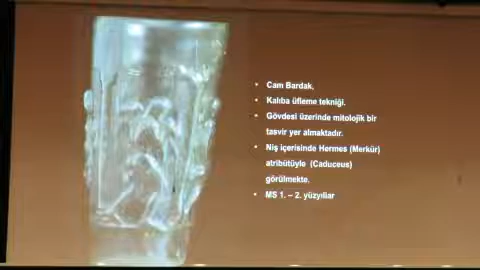 • Cam Bardak.
• Kalıba üfleme tekniği.
• Gövdesi üzerinde mitolojik bir
tasvir yer almaktadır.
• Niş içerisinde Hermes (Merkür)
atribütüyle (Caduceus)
görülmekte.
• MS 1. – 2. yüzyıllar